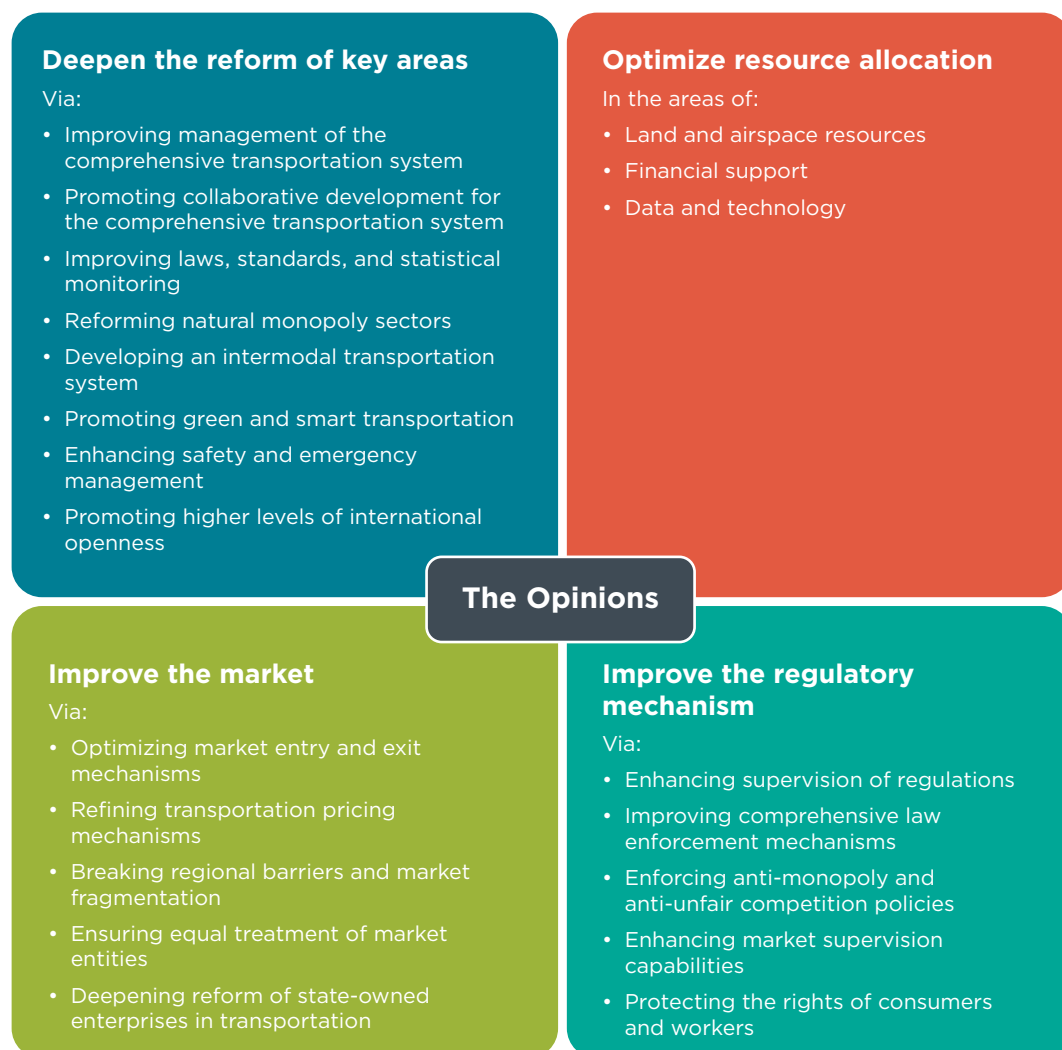 Deepen the reform of key areas
Via:
• Improving management of the
comprehensive transportation system
• Promoting collaborative development for
the comprehensive transportation system
• Improving laws, standards, and statistical
monitoring
• Reforming natural monopoly sectors
• Developing an intermodal transportation
system
• Promoting green and smart transportation
• Enhancing safety and emergency
management
• Promoting higher levels of international
openness
Optimize resource allocation
In the areas of:
• Land and airspace resources
• Financial support
• Data and technology
The Opinions
Improve the market
Via:
• Optimizing market entry and exit
mechanisms
• Refining transportation pricing
mechanisms
• Breaking regional barriers and market
fragmentation
• Ensuring equal treatment of market
entities
• Deepening reform of state-owned
enterprises in transportation
Improve the regulatory
mechanism
Via:
• Enhancing supervision of regulations
• Improving comprehensive law
enforcement mechanisms
• Enforcing anti-monopoly and
anti-unfair competition policies
• Enhancing market supervision
capabilities
• Protecting the rights of consumers
and workers